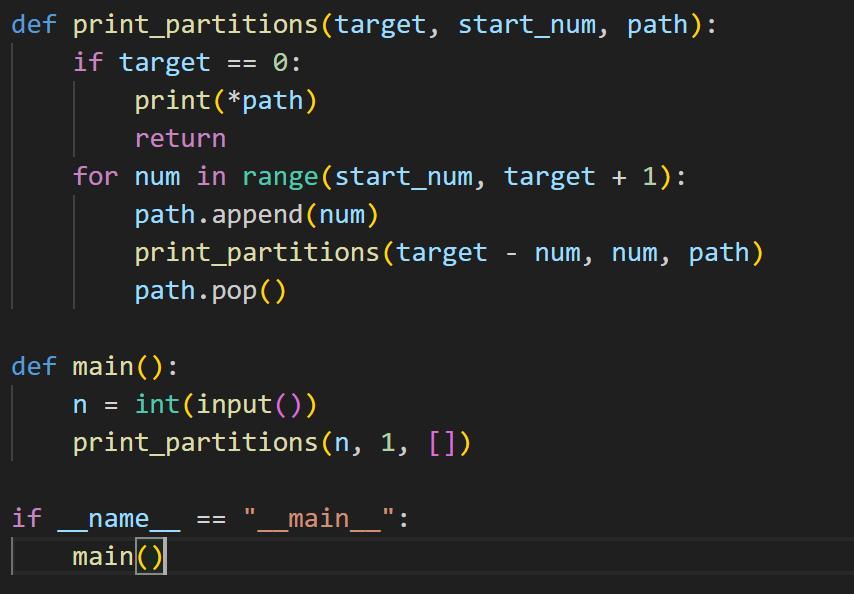 def print_partitions(target, start_num, path):
    if target == 0:
        print(*path)
        return
    for num in range(start_num, target + 1):
        path.append(num)
        print_partitions(target - num, num, path)
        path.pop()

def main():
    n = int(input())
    print_partitions(n, 1, [])

if __name__ == "__main__":
    main()